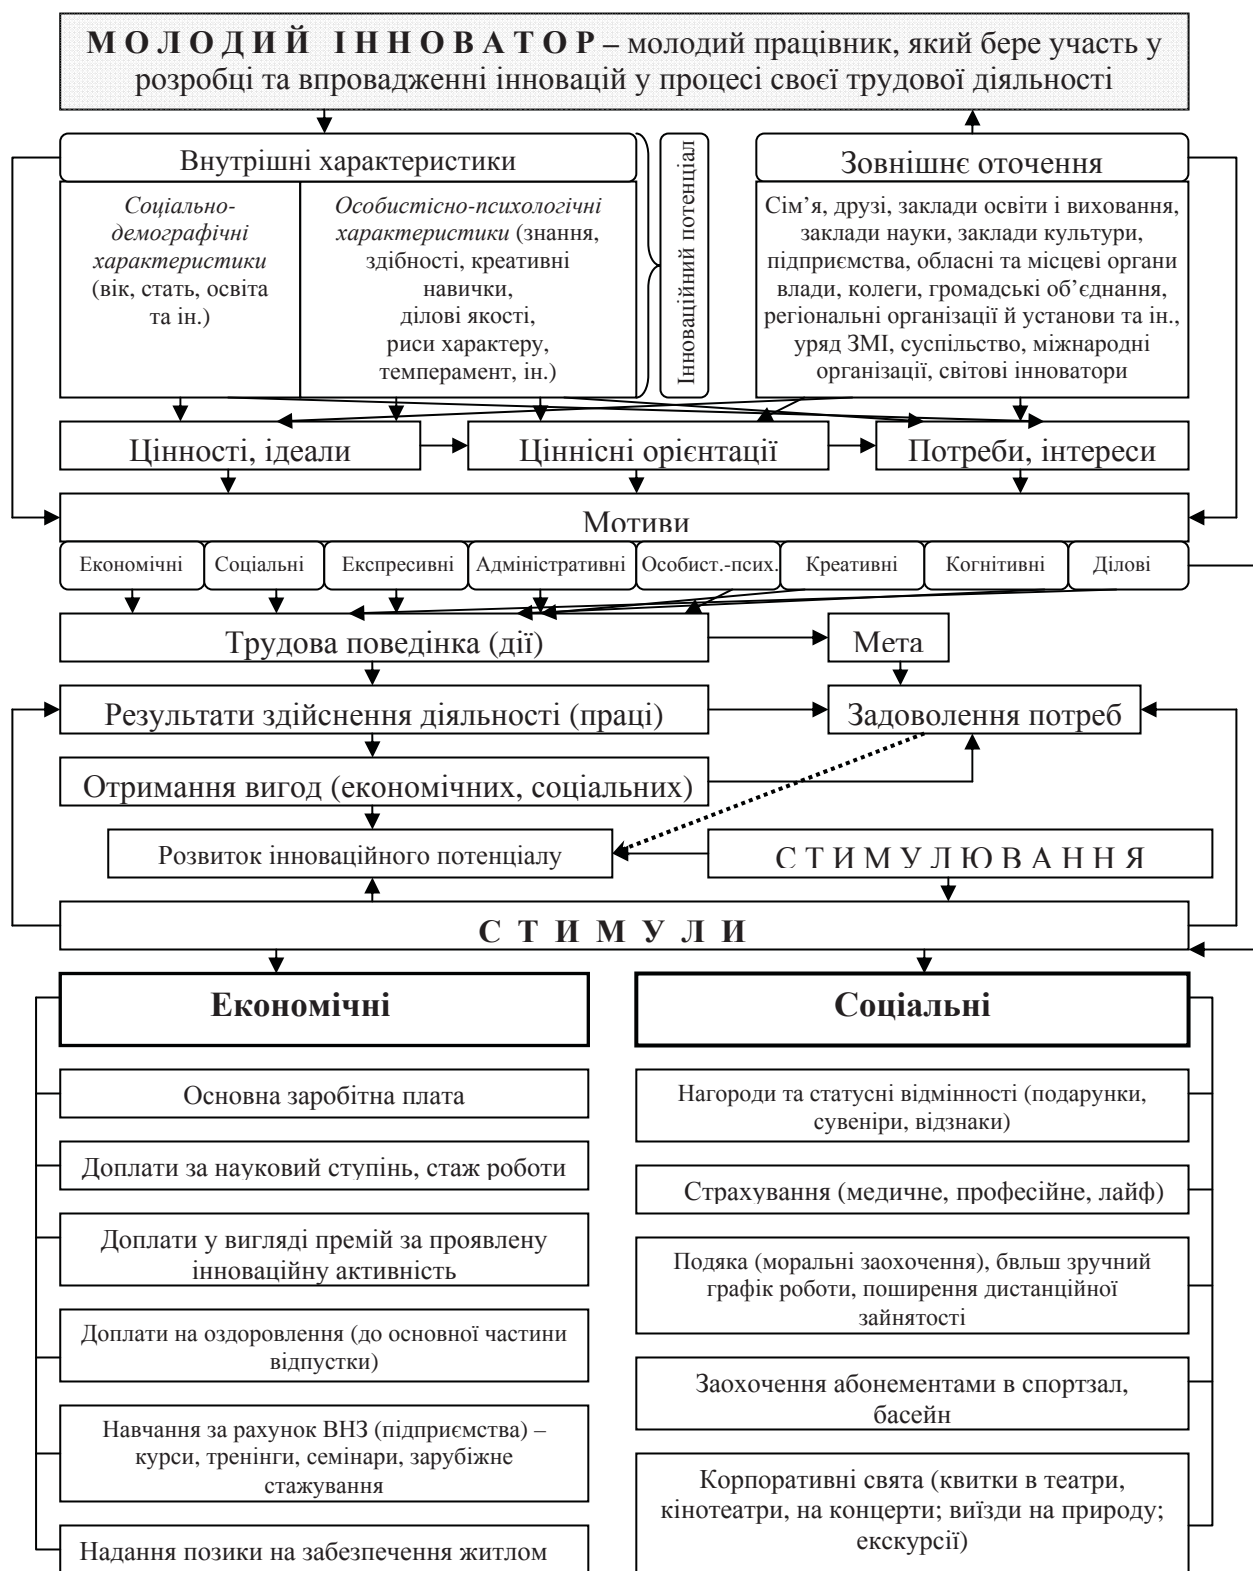 МОЛОДИЙ ІННОВАТОР – молодий працівник, який бере участь у
розробці та впровадженні інновацій у процесі своєї трудової діяльності
Внутрішні характеристики
Соціально-
демографічні
характеристики
(вік, стать, освіта
та ін.)
Особистісно-психологічні
характеристики (знання,
здібності, креативні
навички,
ділові якості,
риси характеру,
темперамент, ін.)
Інноваційний потенціал
Зовнішнє оточення
Сім’я, друзі, заклади освіти і виховання,
заклади науки, заклади культури,
підприємства, обласні та місцеві органи
влади, колеги, громадські об’єднання,
регіональні організації й установи та ін.,
уряд ЗМІ, суспільство, міжнародні
організації, світові інноватори
Цінності, ідеали
Ціннісні орієнтації
Потреби, інтереси
Мотиви
Економічні
Соціальні
Експресивні
Адміністративні
Особист.-псих.
Креативні
Когнітивні
Ділові
Трудова поведінка (дії)
Мета
Результати здійснення діяльності (праці)
Задоволення потреб
Отримання вигод (економічних, соціальних)
Розвиток інноваційного потенціалу
СТИМУЛЮВАННЯ
СТИМУЛИ
Економічні
Основна заробітна плата
Доплати за науковий ступінь, стаж роботи
Доплати у вигляді премій за проявлену
інноваційну активність
Доплати на оздоровлення (до основної частини
відпустки)
Навчання за рахунок ВНЗ (підприємства) –
курси, тренінги, семінари, зарубіжне
стажування
Надання позики на забезпечення житлом
Соціальні
Нагороди та статусні відмінності (подарунки,
сувеніри, відзнаки)
Страхування (медичне, професійне, лайф)
Подяка (моральні заохочення), бвльш зручний
графік роботи, поширення дистанційної
зайнятості
Заохочення абонементами в спортзал,
басейн
Корпоративні свята (квитки в театри,
кінотеатри, на концерти; виїзди на природу;
екскурсії)